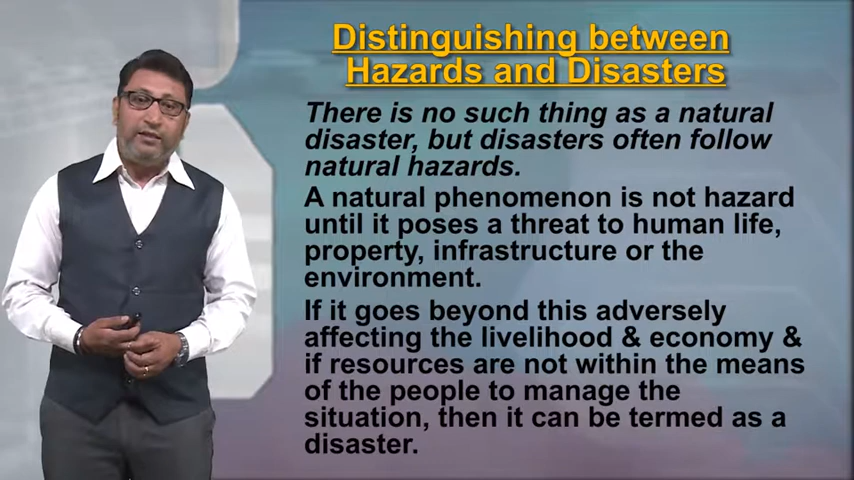 Distinguishing between
Hazards and Disasters
There is no such thing as a natural
disaster, but disasters often follow
natural hazards.
A natural phenomenon is not hazard
until it poses a threat to human life,
property, infrastructure or the
environment.
If it goes beyond this adversely
affecting the livelihood & economy &
if resources are not within the means
of the people to manage the
situation, then it can be termed as a
disaster.